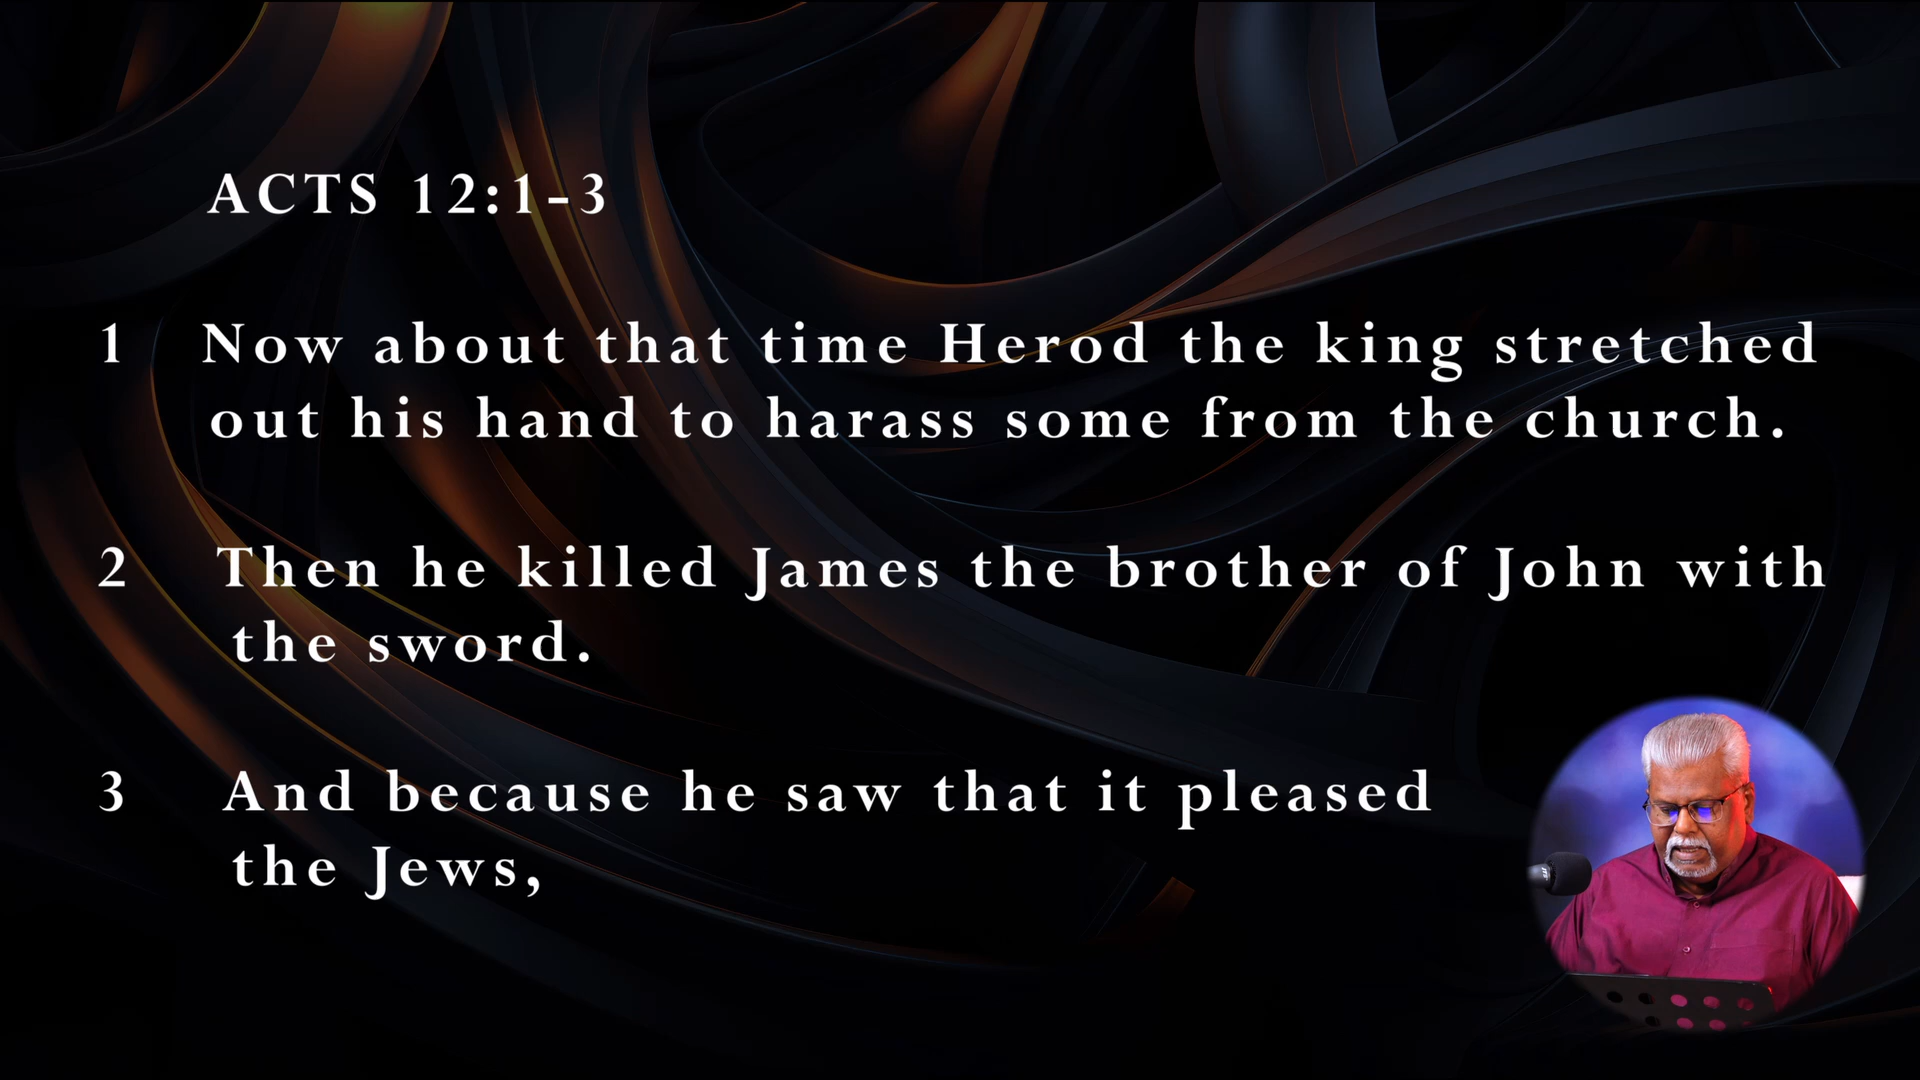 ACTS 12:1-3
1 Now about that time Herod the king stretched
out his hand to harass some from the church.
2 Then he killed James the brother of John with
the sword.
3 And because he saw that it pleased
the Jews,